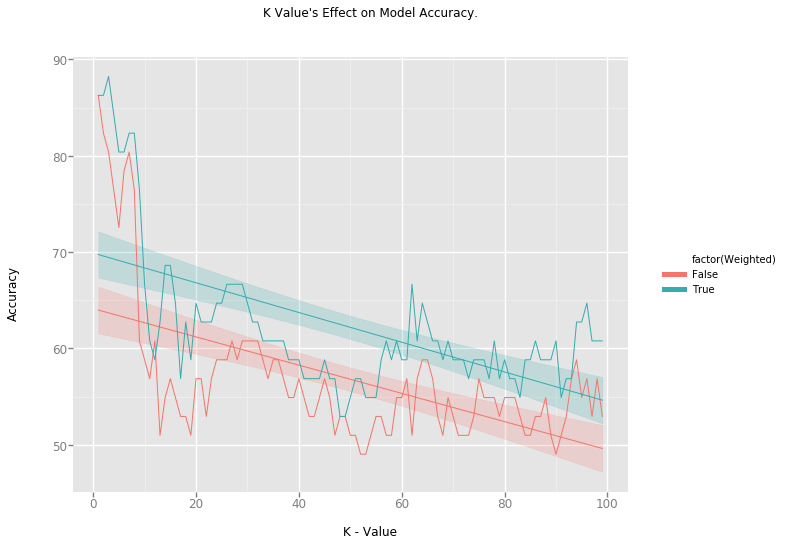 K Value's Effect on Model Accuracy.
90
80
70
60
50
Accuracy
0 20 40 60 80 100
K - Value
factor(Weighted)
False
True